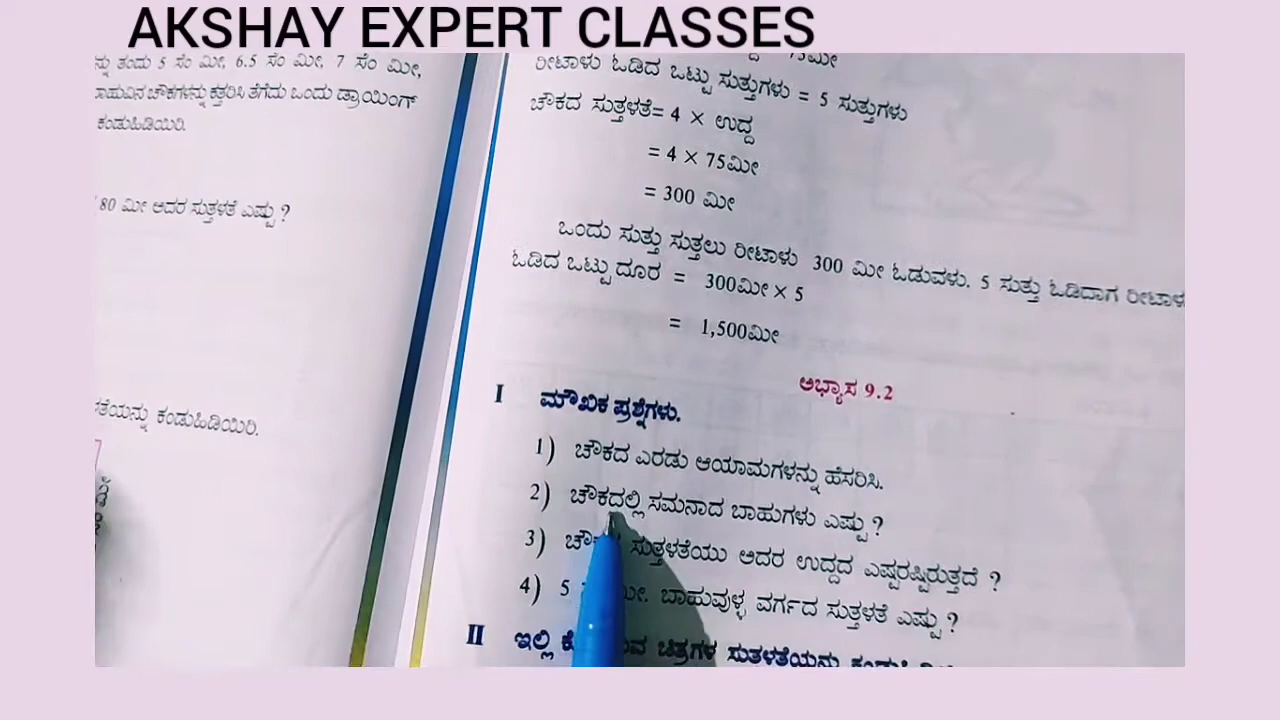 AKSHAY EXPERT CLASSES
ತಂದು 5 ಸೆಂ ಮೀ, 6.5 ಸೆಂ ಮೀ, 7 ಸೆಂ ಮೀ,
ಚೌಕಗಳನ್ನು ಕತ್ತರಿಸಿ ತೆಗೆದು ಒಂದು ಡ್ರಾಯಿಂಗ್
ಕಂಡುಹಿಡಿಯಿರಿ.
80 ಮೀ ಆದರ ಸುತ್ತಳತೆ ಎಷ್ಟು ?
ಕಂಡುಹಿಡಿಯಿರಿ.
ರೀಟಾಳು ಓಡಿದ ಒಟ್ಟು ಸುತ್ತುಗಳು = 5 ಸುತ್ತುಗಳು
ಚೌಕದ ಸುತ್ತಳತೆ= 4 × ಉದ್ದ
= 4 × 75ಮೀ
= 300 ಮೀ
ಒಂದು ಸುತ್ತು ಸುತ್ತಲು ರೀಟಾಳು 300 ಮೀ ಓಡುವಳು. 5 ಸುತ್ತು ಓಡಿದಾಗ ರೀಟಾಳ
ಓಡಿದ ಒಟ್ಟು ದೂರ = 300ಮೀ × 5
= 1,500ಮೀ
ಅಭ್ಯಾಸ 9.2
I ಮೌಖಿಕ ಪ್ರಶ್ನೆಗಳು.
1) ಚೌಕದ ಎರಡು ಆಯಾಮಗಳನ್ನು ಹೆಸರಿಸಿ.
2) ಚೌಕದಲ್ಲಿ ಸಮನಾದ ಬಾಹುಗಳು ಎಷ್ಟು ?
3) ಸುತ್ತಳತೆಯು ಅದರ ಉದ್ದದ ಎಷ್ಟರಷ್ಟಿರುತ್ತದೆ ?
4) 5 ಮೀ. ಬಾಹುವುಳ್ಳ ವರ್ಗದ ಸುತ್ತಳತೆ ಎಷ್ಟು ?
II ಇಲ್ಲಿ ಚಿತ್ರಗಳ ಸುತ್ತಳತೆಯನ್ನು